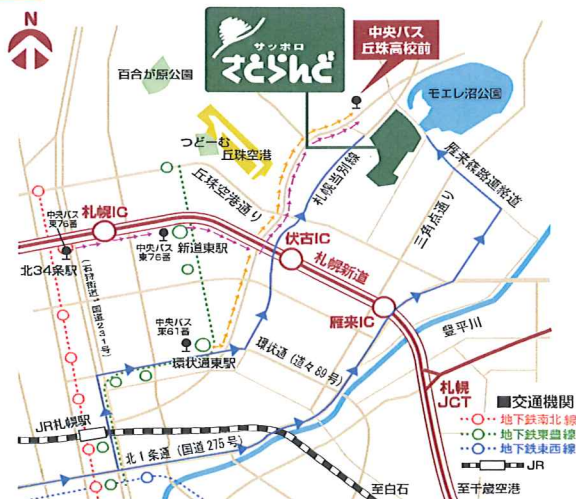 N
サッポロ
さとらんど
中央バス
丘珠高校前
百合が原公園
モエレ沼公園
つどーむ
丘珠空港
丘珠空港通り
札幌当別線
三角点通り
雁来篠路連絡道
中央バス
東76番
札幌IC
北34条駅
(石狩街道)国道231号)
中央バス
東76番
新道東駅
伏古IC
札幌新道
雁来IC
豊平川
中央バス
東61番
環状通東駅
環状通(道々89号)
札幌
JCT
JR札幌駅
北1条通(国道275号)
至白石
至千歳空港
■交通機関
地下鉄南北線
地下鉄東豊線
地下鉄東西線
JR